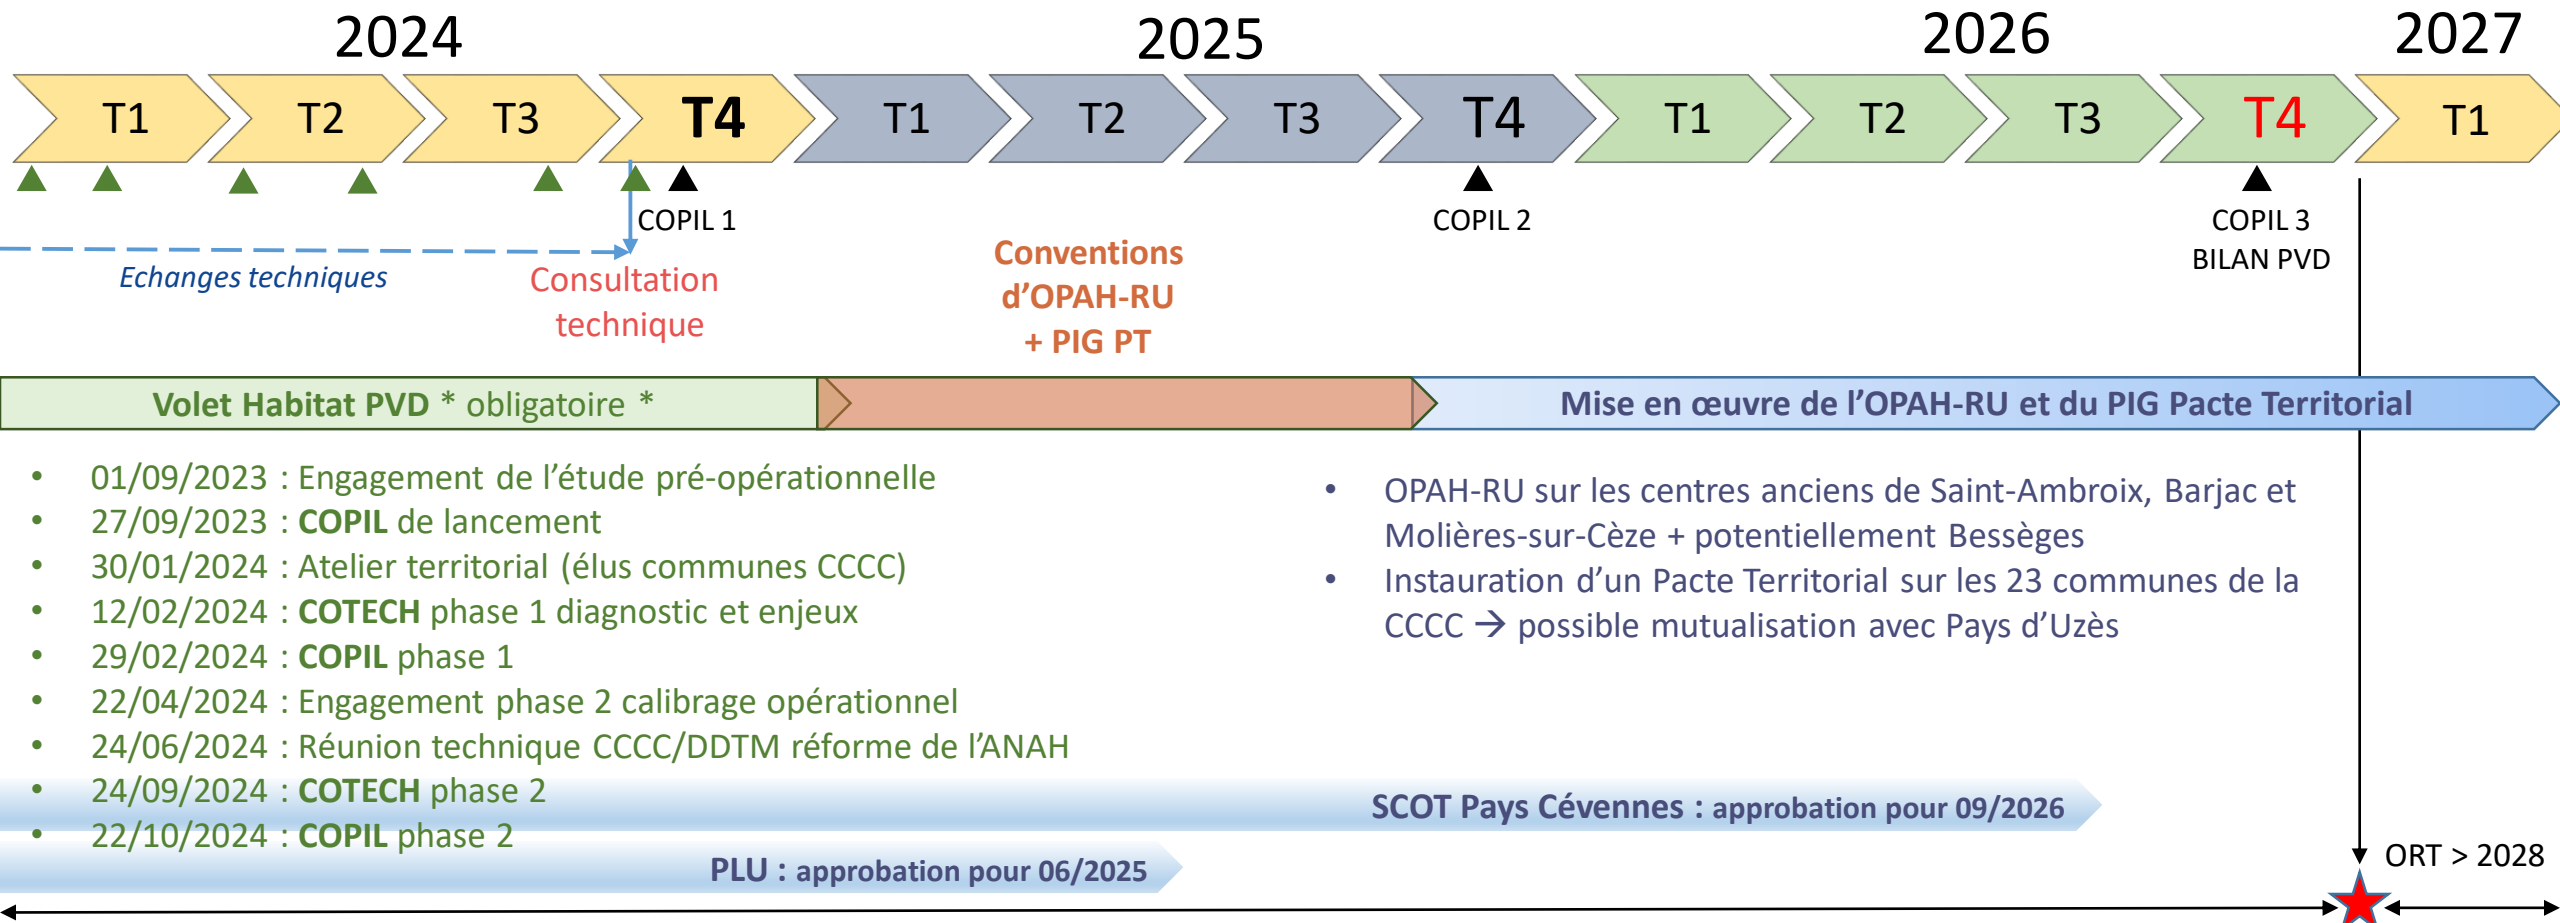 2024
2025
2026
2027
T1
T2
T3
T4
T1
T2
T3
T4
T1
T2
T3
T4
T1
COPIL 1
COPIL 2
COPIL 3
BILAN PVD
Echanges techniques
Consultation
technique
Conventions
d’OPAH-RU
+ PIG PT
Volet Habitat PVD * obligatoire *
Mise en œuvre de l’OPAH-RU et du PIG Pacte Territorial
• 01/09/2023 : Engagement de l’étude pré-opérationnelle
• 27/09/2023 : COPIL de lancement
• 30/01/2024 : Atelier territorial (élus communes CCCC)
• 12/02/2024 : COTECH phase 1 diagnostic et enjeux
• 29/02/2024 : COPIL phase 1
• 22/04/2024 : Engagement phase 2 calibrage opérationnel
• 24/06/2024 : Réunion technique CCCC/DDTM réforme de l’ANAH
• 24/09/2024 : COTECH phase 2
• 22/10/2024 : COPIL phase 2
• OPAH-RU sur les centres anciens de Saint-Ambroix, Barjac et
Molières-sur-Cèze + potentiellement Bessèges
• Instauration d’un Pacte Territorial sur les 23 communes de la
CCCC → possible mutualisation avec Pays d’Uzès
SCOT Pays Cévennes : approbation pour 09/2026
PLU : approbation pour 06/2025
ORT > 2028